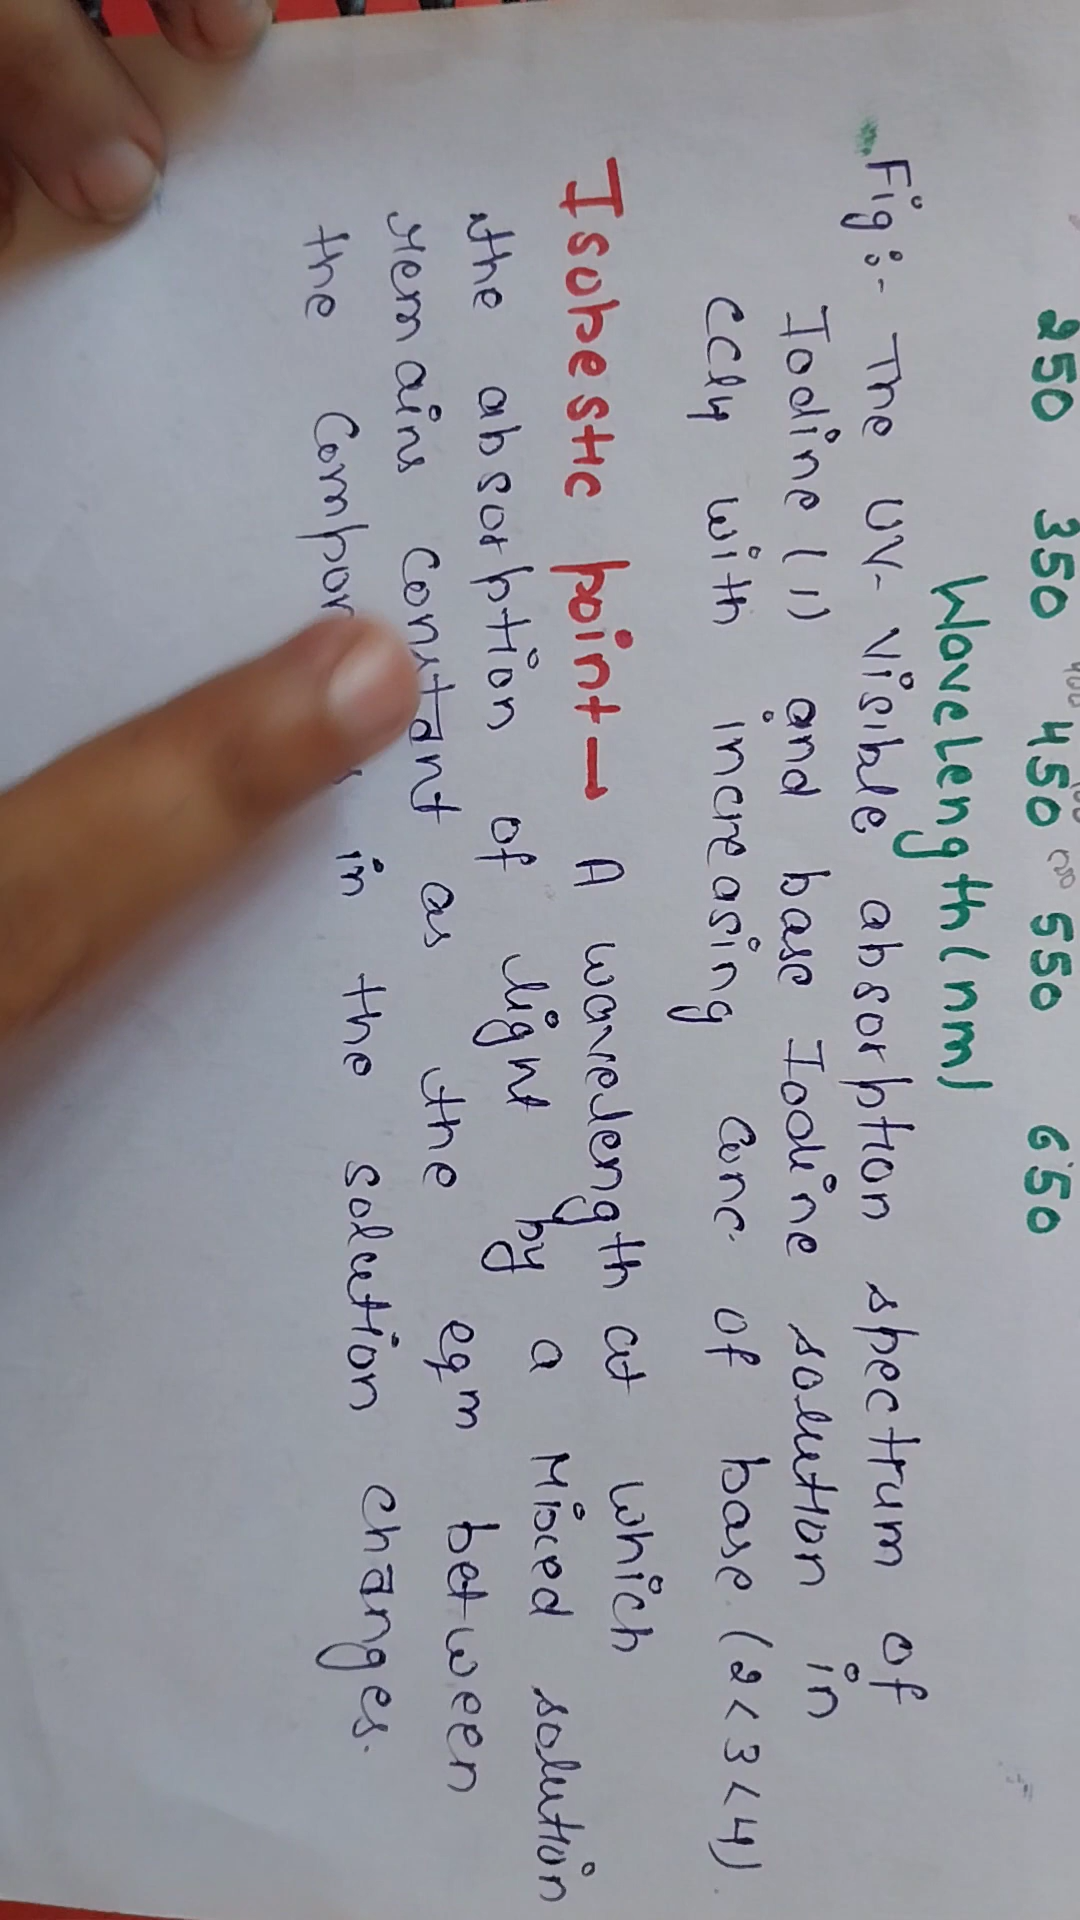 250 350 450 550 650
Wavelength (nm)
Fig:- The UV-visible absorption spectrum of
Iodine (1) and base Iodine solution in
CCl4 with increasing conc. of base (2<3<4).
Isobestic point → A wavelength at which
the absorption of light by a Mixed solution
remains constant as the eqm between
the in the solution changes.